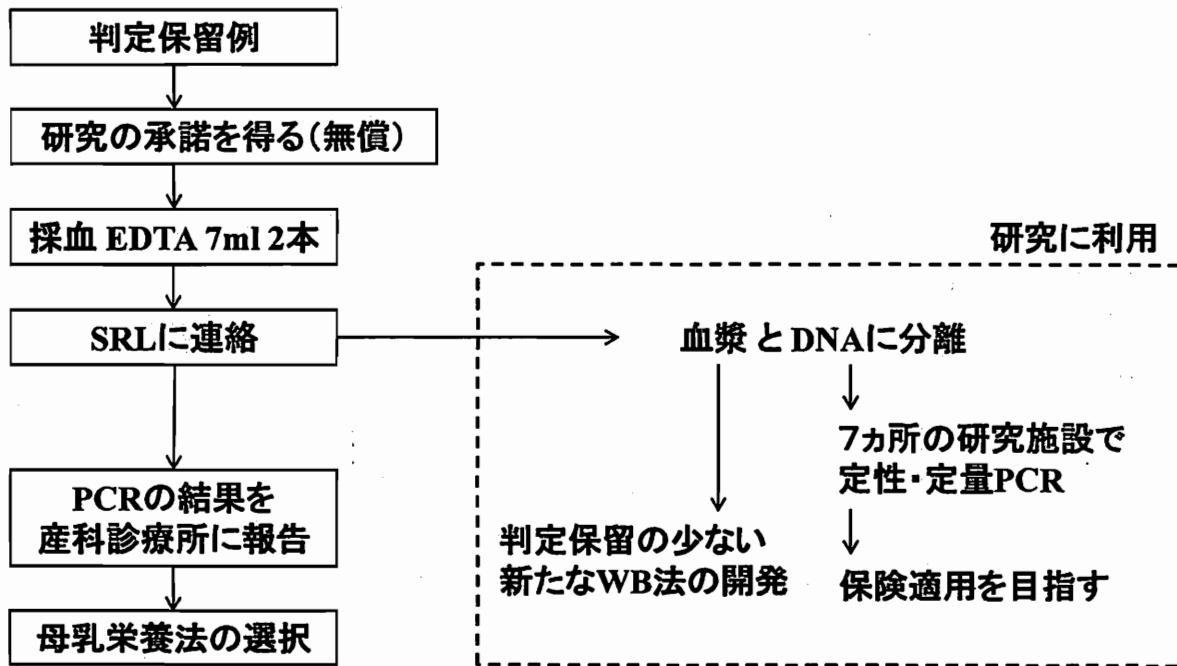 判定保留例
研究の承諾を得る(無償)
採血 EDTA 7ml 2本
SRLに連絡
PCRの結果を
産科診療所に報告
母乳栄養法の選択
研究に利用
血漿 と DNAに分離
判定保留の少ない
新たなWB法の開発
7ヵ所の研究施設で
定性・定量PCR
保険適用を目指す